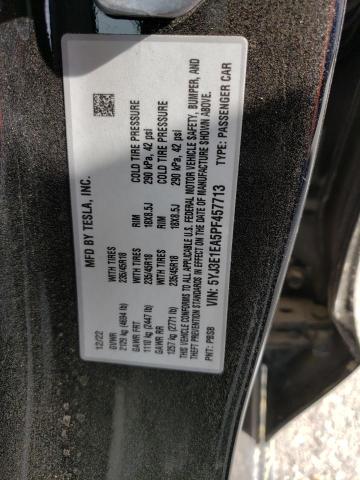 MFD BY TESLA, INC.
12/22
GVWR
2129 kg (4694 lb)
WITH TIRES
235/45R18
RIM
18X8.5J
COLD TIRE PRESSURE
290 kPa, 42 psi
GAWR FRT
1110 kg (2447 lb)
WITH TIRES
235/45R18
RIM
18X8.5J
COLD TIRE PRESSURE
290 kPa, 42 psi
GAWR RR
1257 kg (2771 lb)
WITH TIRES
235/45R18
RIM
18X8.5J
COLD TIRE PRESSURE
290 kPa, 42 psi
THIS VEHICLE CONFORMS TO ALL APPLICABLE U.S. FEDERAL MOTOR VEHICLE SAFETY, BUMPER, AND
THEFT PREVENTION STANDARDS IN EFFECT ON THE DATE OF MANUFACTURE SHOWN ABOVE.
VIN: 5YJ3E1EA5PF457713
TYPE: PASSENGER CAR
PNT: PBSB